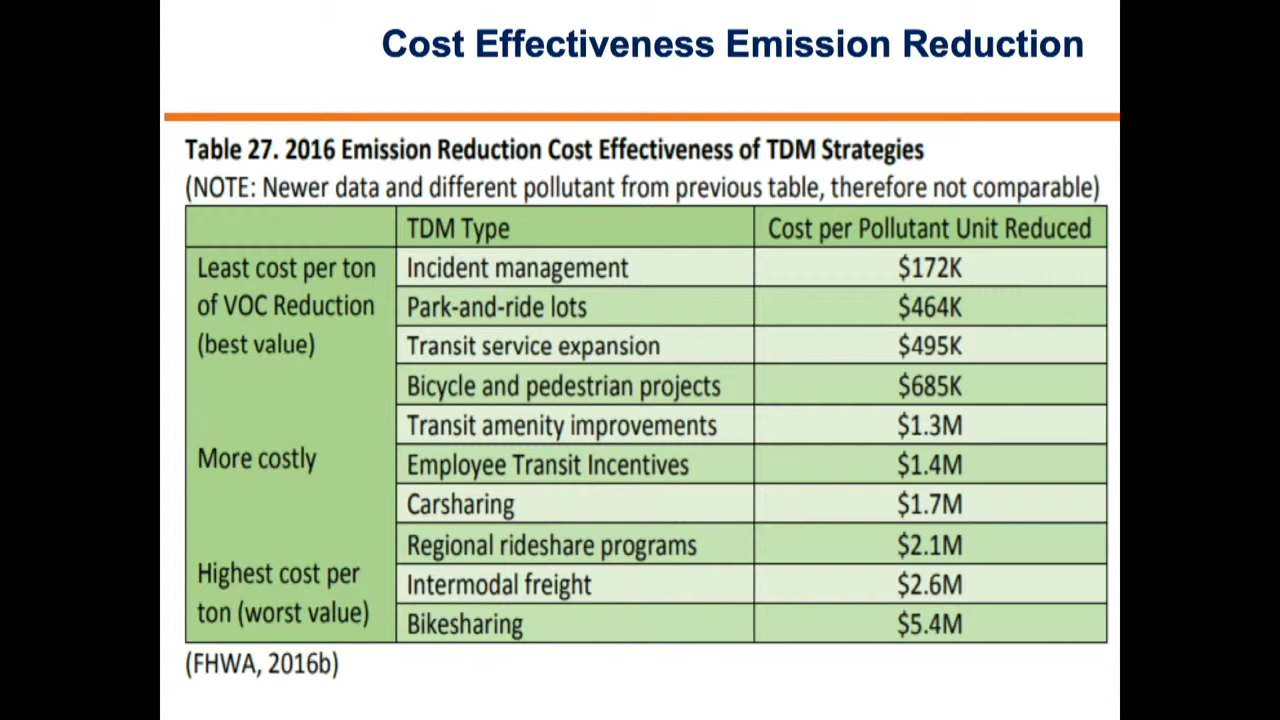 Cost Effectiveness Emission Reduction
Table 27. 2016 Emission Reduction Cost Effectiveness of TDM Strategies
(NOTE: Newer data and different pollutant from previous table, therefore not comparable)
TDM Type Cost per Pollutant Unit Reduced
Least cost per ton
of VOC Reduction
(best value)
Incident management $172K
Park-and-ride lots $464K
Transit service expansion $495K
Bicycle and pedestrian projects $685K
Transit amenity improvements $1.3M
More costly
Employee Transit Incentives $1.4M
Carsharing $1.7M
Regional rideshare programs $2.1M
Highest cost per
ton (worst value)
Intermodal freight $2.6M
Bikesharing $5.4M
(FHWA, 2016b)